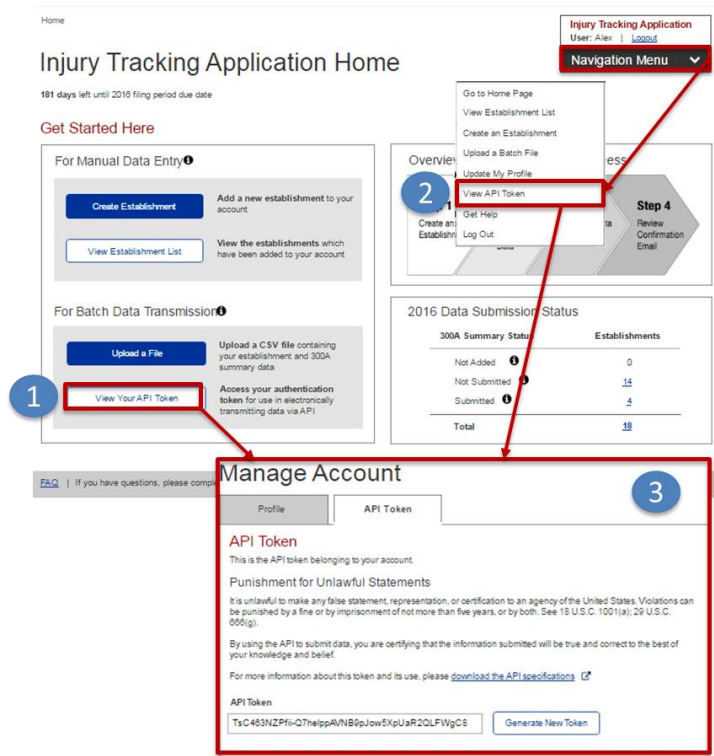 Home
Injury Tracking Application
User: Alex | Logout
Navigation Menu
Injury Tracking Application Home
181 days left until 2016 filing period due date
Go to Home Page
View Establishment List
Create an Establishment
Upload a Batch File
Update My Profile
View API Token
Get Help
Log Out
Get Started Here
For Manual Data Entry
Create Establishment
Add a new establishment to your
account
View Establishment List
View the establishments which
have been added to your account
2
Step 4
Review
Confirmation
Email
Create an
Data
For Batch Data Transmission
Upload a File
Upload a CSV file containing
your establishment and 300A
summary data
1
View Your API Token
Access your authentication
token for use in electronically
transmitting data via API
2016 Data Submission Status
300A Summary Status Establishments
Not Added 0
Not Submitted 14
Submitted 4
Total 18
FAQ | If you have questions, please
Manage Account
3
Profile
API Token
API Token
This is the API token belonging to your account.
Punishment for Unlawful Statements
It is unlawful to make any false statement, representation, or certification to an agency of the United States. Violations can
be punished by a fine or by imprisonment of not more than five years, or by both. See 18 U.S.C. 1001(a); 29 U.S.C.
666(g).
By using the API to submit data, you are certifying that the information submitted will be true and correct to the best of
your knowledge and belief.
For more information about this token and its use, please download the API specifications
API Token
TsC463NZPfii-Q7helppAVNB9pJow5XpUaR2QLFWgC8
Generate New Token